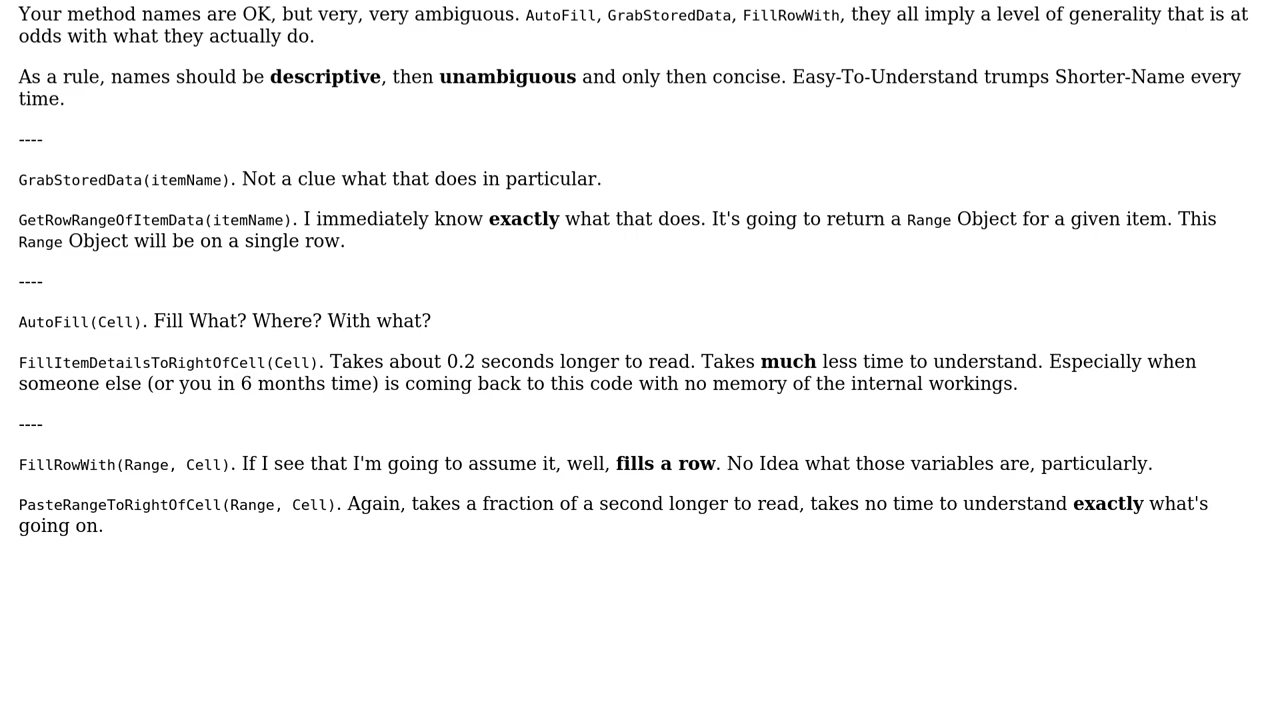 Your method names are OK, but very, very ambiguous. AutoFill, GrabStoredData, FillRowWith, they all imply a level of generality that is at
odds with what they actually do.
As a rule, names should be descriptive, then unambiguous and only then concise. Easy-To-Understand trumps Shorter-Name every
time.
----
GrabStoredData(itemName). Not a clue what that does in particular.
GetRowRangeOfItemData(itemName). I immediately know exactly what that does. It's going to return a Range Object for a given item. This
Range Object will be on a single row.
----
AutoFill(Cell). Fill What? Where? With what?
FillItemDetailsToRightOfCell(Cell). Takes about 0.2 seconds longer to read. Takes much less time to understand. Especially when
someone else (or you in 6 months time) is coming back to this code with no memory of the internal workings.
----
FillRowWith(Range, Cell). If I see that I'm going to assume it, well, fills a row. No Idea what those variables are, particularly.
PasteRangeToRightOfCell(Range, Cell). Again, takes a fraction of a second longer to read, takes no time to understand exactly what's
going on.